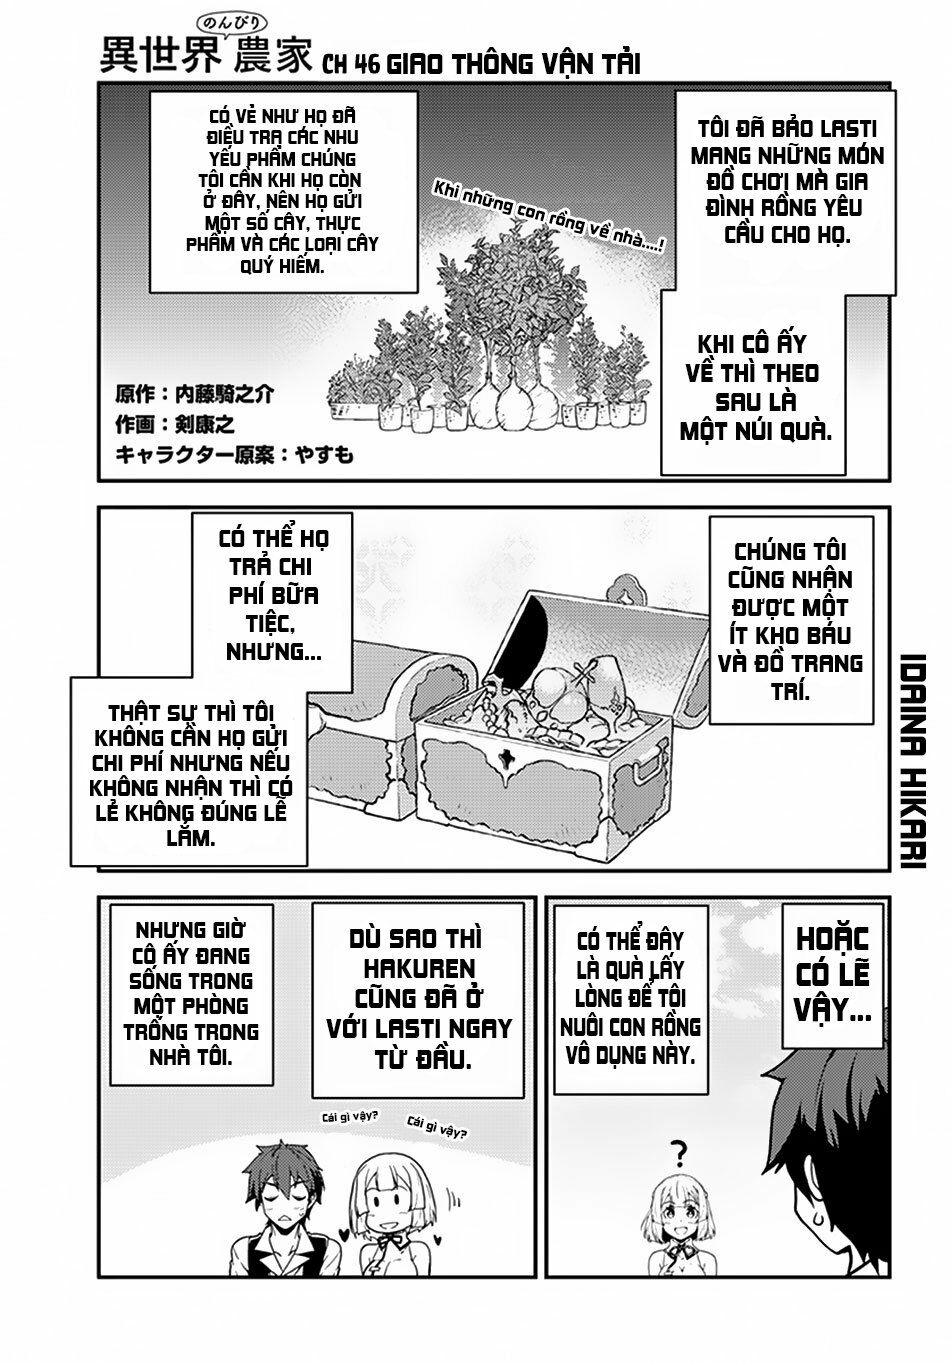 のんびり
異世界 農家 CH 46 GIAO THÔNG VẬN TẢI
TÔI ĐÃ BẢO LASTI
MANG NHỮNG MÓN
ĐỒ CHƠI MÀ GIA
ĐÌNH RỒNG YÊU
CẦU CHO HỌ.
KHI CÔ ẤY
VỀ THÌ THEO
SAU LÀ
MỘT NÚI QUÀ.
Khi những con rồng về nhà....!
CÓ VẺ NHƯ HỌ ĐÃ
ĐIỀU TRA CÁC NHU
YẾU PHẨM CHÚNG
TÔI CẦN KHI HỌ CÒN
Ở ĐÂY, NÊN HỌ GỬI
MỘT SỐ CÂY, THỰC
PHẨM VÀ CÁC LOẠI CÂY
QUÝ HIẾM.
原作：内藤騎之介
作画：剣康之
キャラクター原案：やすも
CHÚNG TÔI
CŨNG NHẬN
ĐƯỢC MỘT
ÍT KHO BÁU
VÀ ĐỒ TRANG
TRÍ.
CÓ THỂ HỌ
TRẢ CHI
PHÍ BỮA
TIỆC,
NHƯNG...
THẬT SỰ THÌ TÔI
KHÔNG CẦN HỌ GỬI
CHI PHÍ NHƯNG NẾU
KHÔNG NHẬN THÌ CÓ
LẺ KHÔNG ĐÚNG LỄ
LẮM.
IDAINA HIKARI
HOẶC
CÓ LẼ
VẬY...
CÓ THỂ ĐÂY
LÀ QUÀ LẤY
LÒNG ĐỂ TÔI
NUÔI CON RỒNG
VÔ DỤNG NÀY.
?
DÙ SAO THÌ
HAKUREN
CŨNG ĐÃ Ở
VỚI LASTI NGAY
TỪ ĐẦU.
NHƯNG GIỜ
CÔ ẤY ĐANG
SỐNG TRONG
MỘT PHÒNG
TRỐNG TRONG
NHÀ TÔI.
Cái gì vậy?
Cái gì vậy?